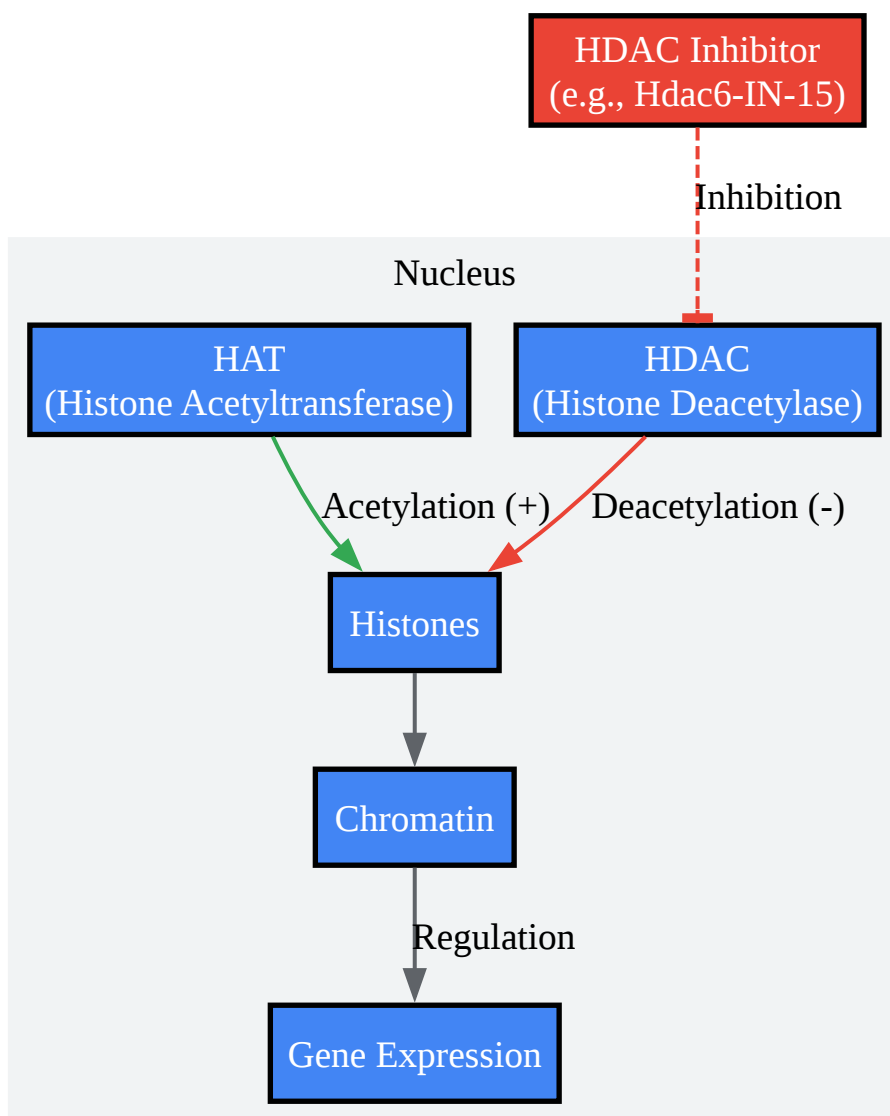 HDAC Inhibitor
(e.g., Hdac6-IN-15)
Inhibition
Nucleus
HAT
(Histone Acetyltransferase)
HDAC
(Histone Deacetylase)
Acetylation (+)
Deacetylation (-)
Histones
Chromatin
Regulation
Gene Expression